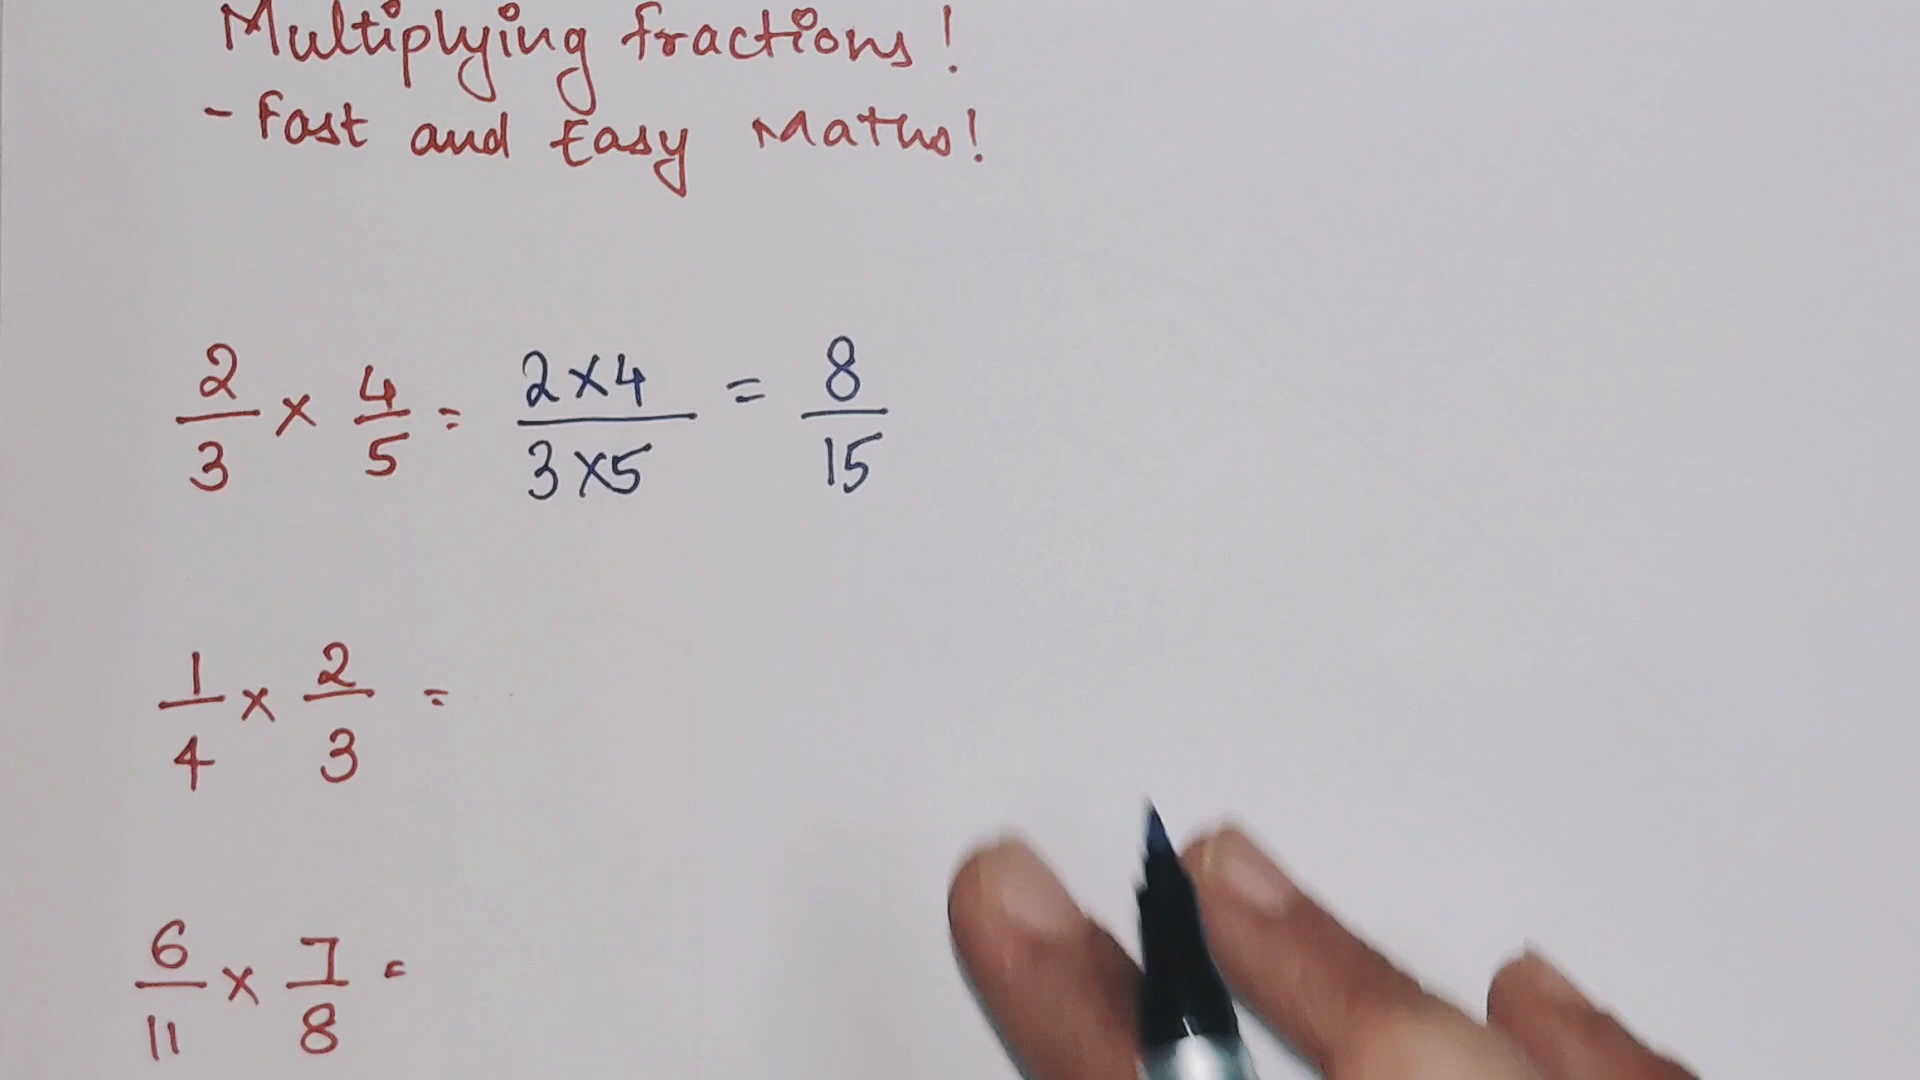 Multiplying fractions!
- Fast and Easy Maths!
2/3 × 4/5 = 2×4/3×5 = 8/15
1/4 × 2/3 =
6/11 × 7/8 =